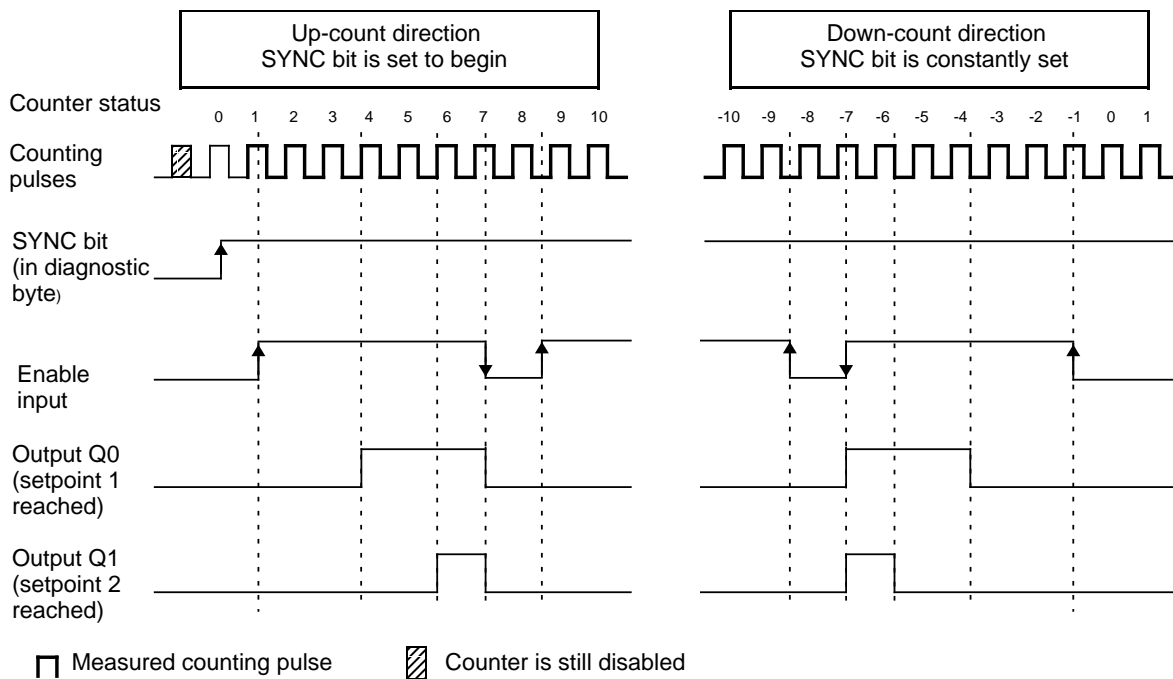 Up-count direction
SYNC bit is set to begin
Down-count direction
SYNC bit is constantly set
Counter status
0 1 2 3 4 5 6 7 8 9 10
-10 -9 -8 -7 -6 -5 -4 -3 -2 -1 0 1
Counting
pulses
SYNC bit
(in diagnostic
byte)
Enable
input
Output Q0
(setpoint 1
reached)
Output Q1
(setpoint 2
reached)
Measured counting pulse
Counter is still disabled